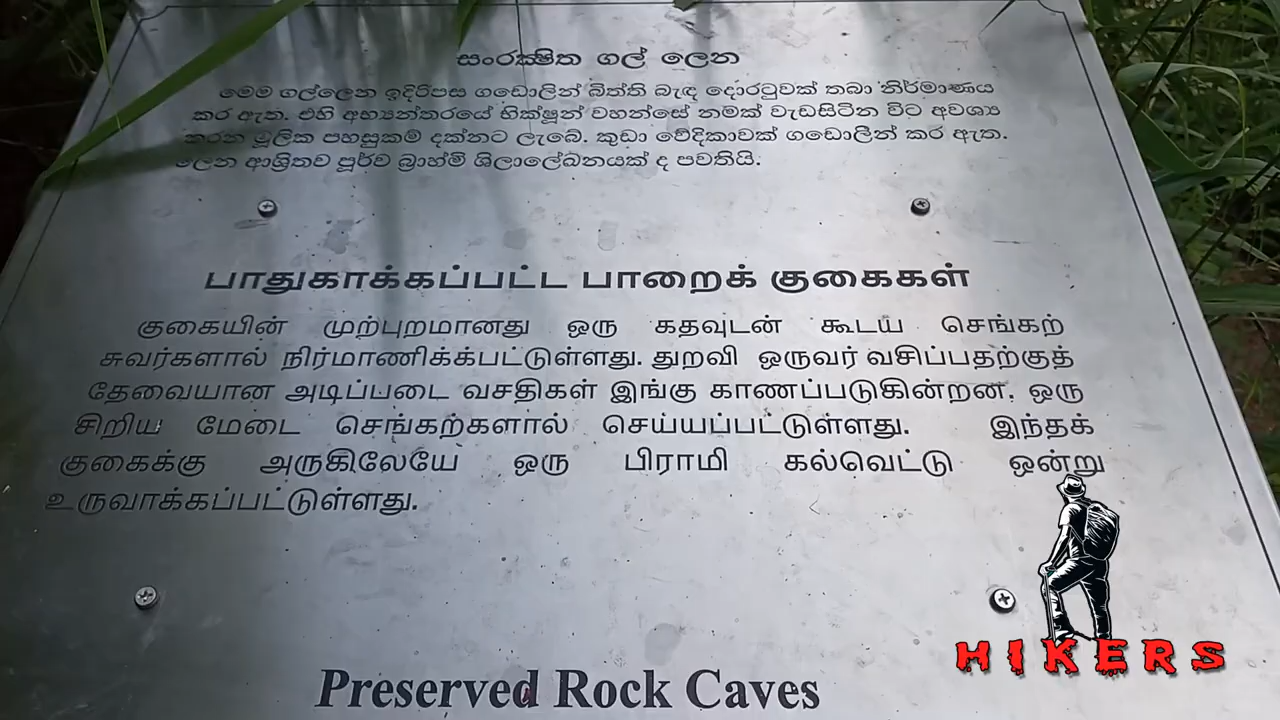 සංරක්‍ෂිත ගල් ලෙන
මෙම ගල්ලෙන ඉදිරිපස ගඩොලින් බිත්ති බැඳ දොරටුවක් තබා නිර්මාණය
කර ඇත. එහි අභ්‍යන්තරයේ භික්ෂූන් වහන්සේ නමක් වැඩසිටින විට අවශ්‍ය
කරන මූලික පහසුකම් දක්නට ලැබේ. කුඩා වේදිකාවක් ගඩොලින් කර ඇත.
ලෙන ආශ්‍රිතව පූර්ව බ්‍රාහ්මී ශිලාලේඛනයක් ද පවතියි.
பாதுகாக்கப்பட்ட பாறைக் குகைகள்
குகையின் முற்புறமானது ஒரு கதவுடன் கூடய செங்கற்
சுவர்களால் நிர்மாணிக்க்பட்டுள்ளது. துறவி ஒருவர் வசிப்பதற்குத்
தேவையான அடிப்படை வசதிகள் இங்கு காணப்படுகின்றன. ஒரு
சிறிய மேடை செங்கற்களால் செய்யப்பட்டுள்ளது. இந்தக்
குகைக்கு அருகிலேயே ஒரு பிராமி கல்வெட்டு ஒன்று
உருவாக்கப்பட்டுள்ளது.
Preserved Rock Caves
HIKERS